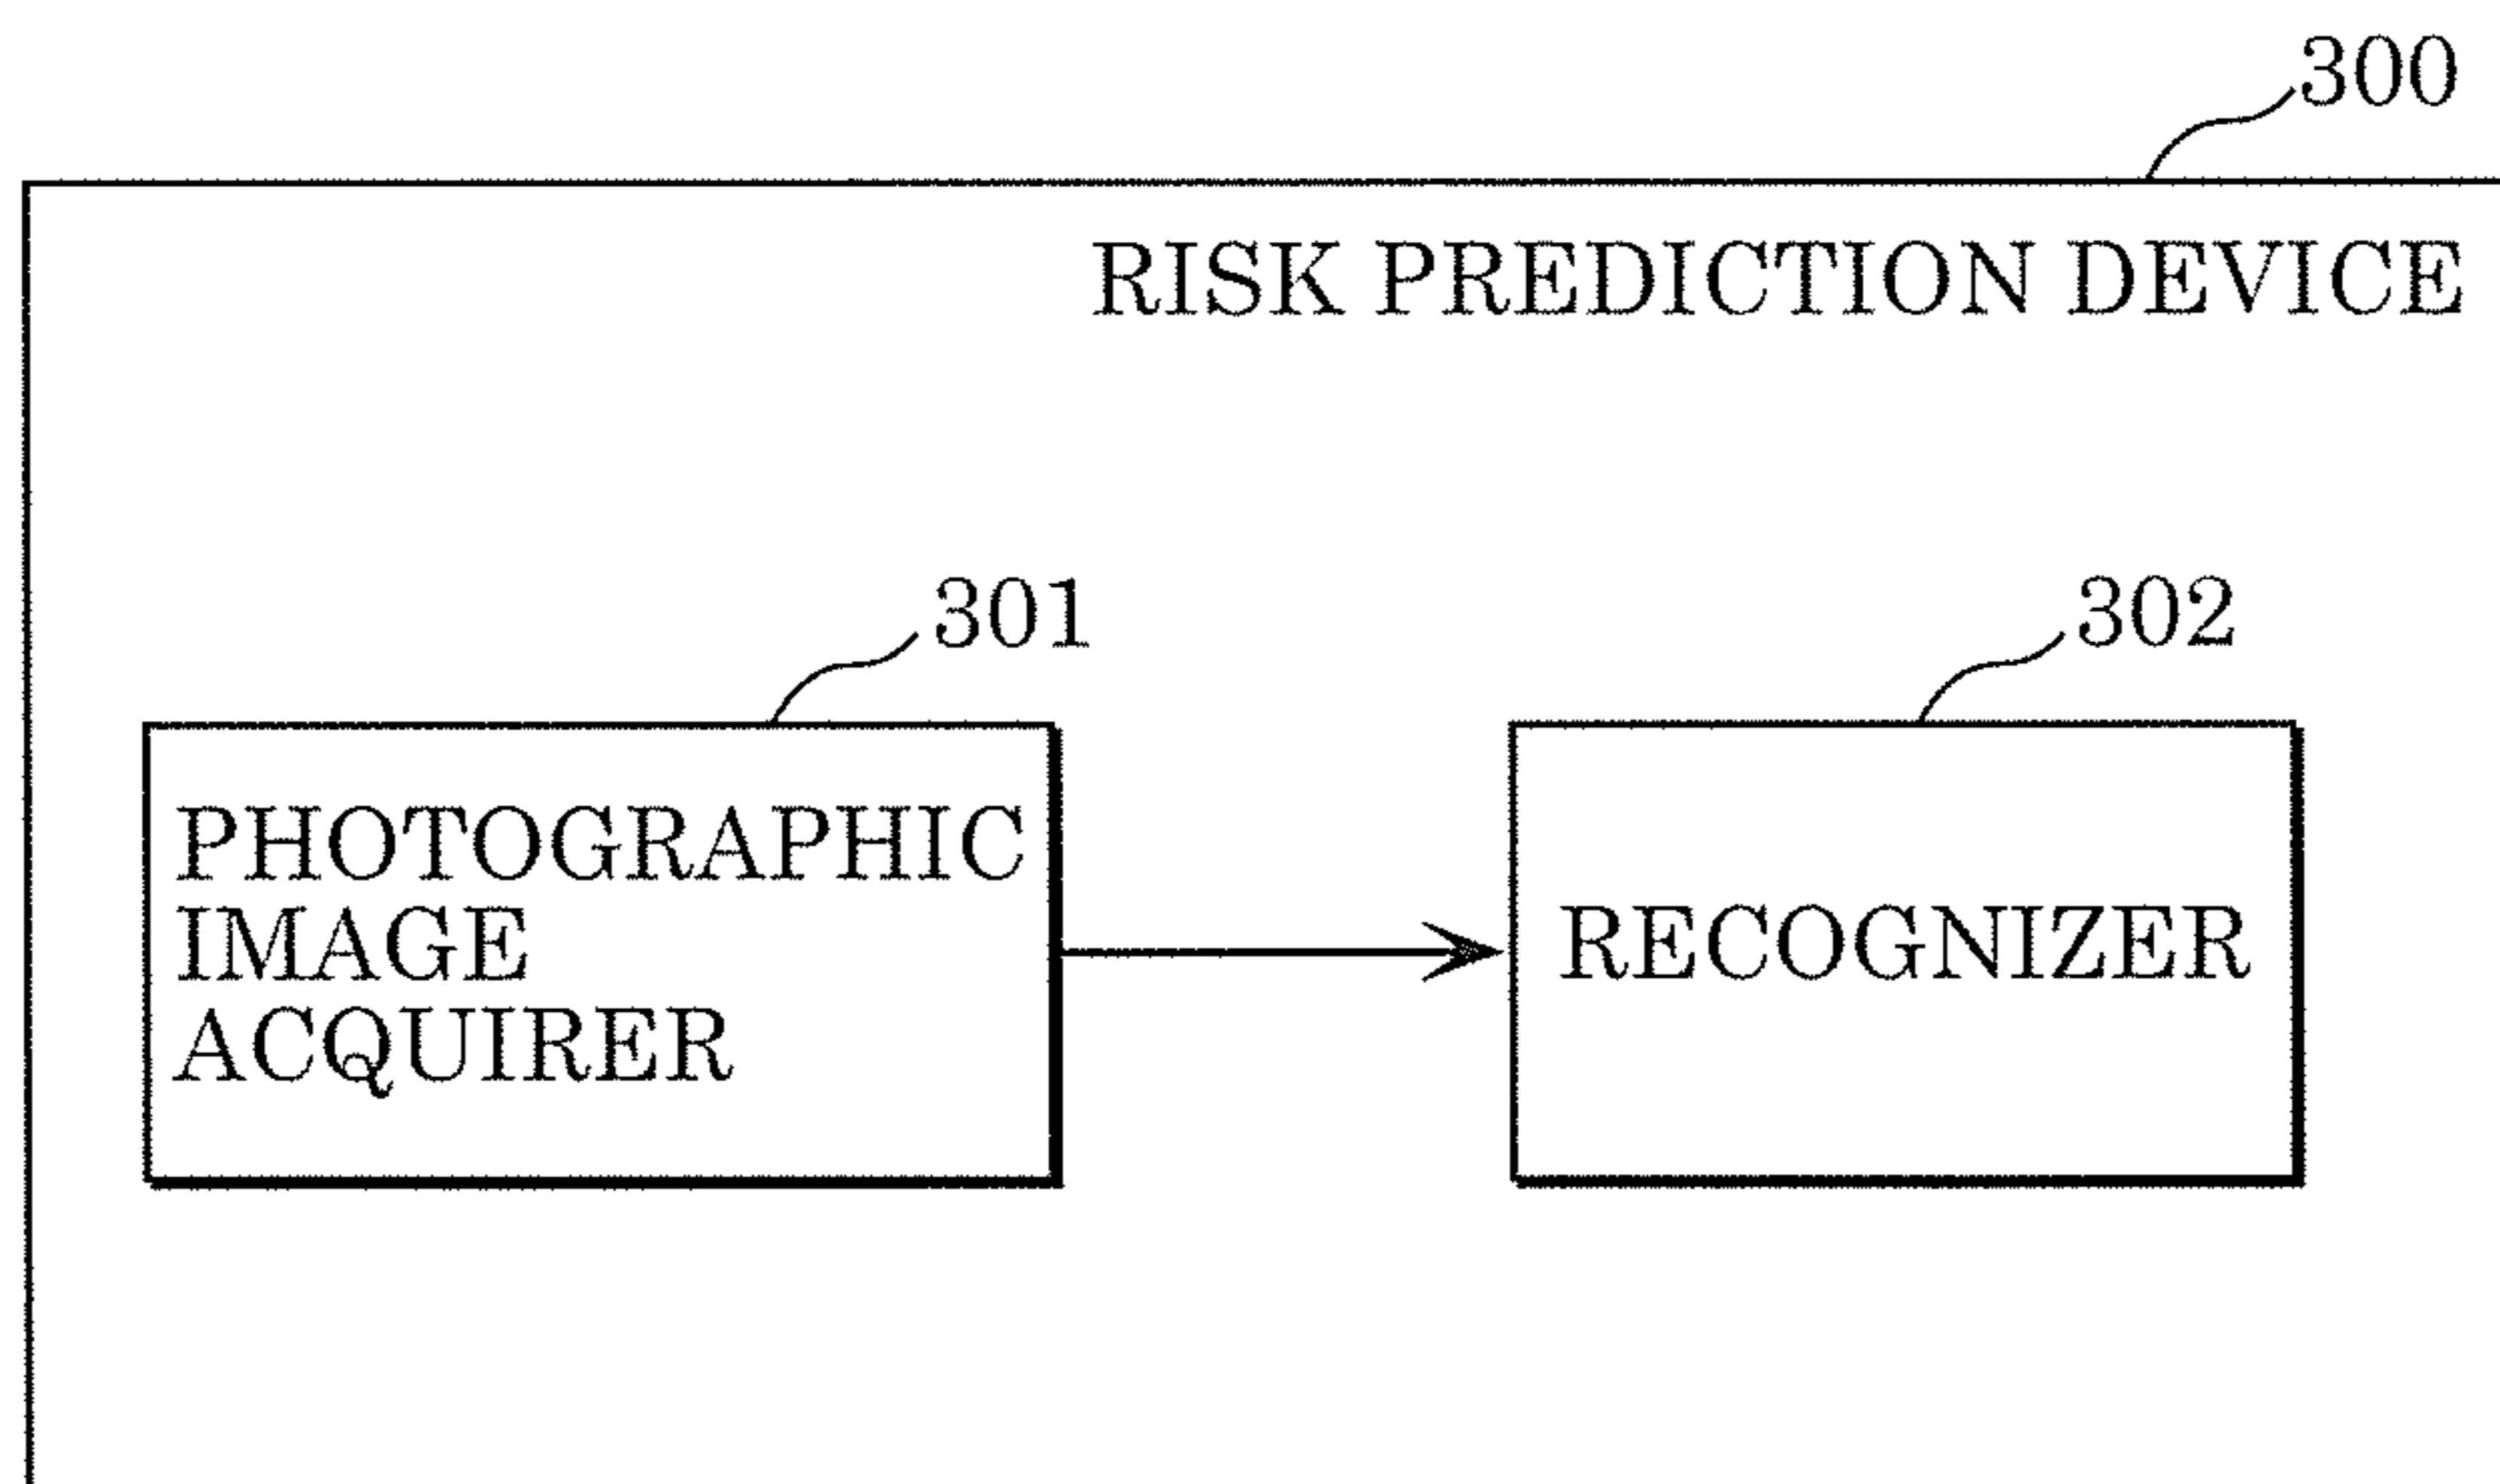 300
RISK PREDICTION DEVICE
301
302
PHOTOGRAPHIC
IMAGE
ACQUIRER
RECOGNIZER